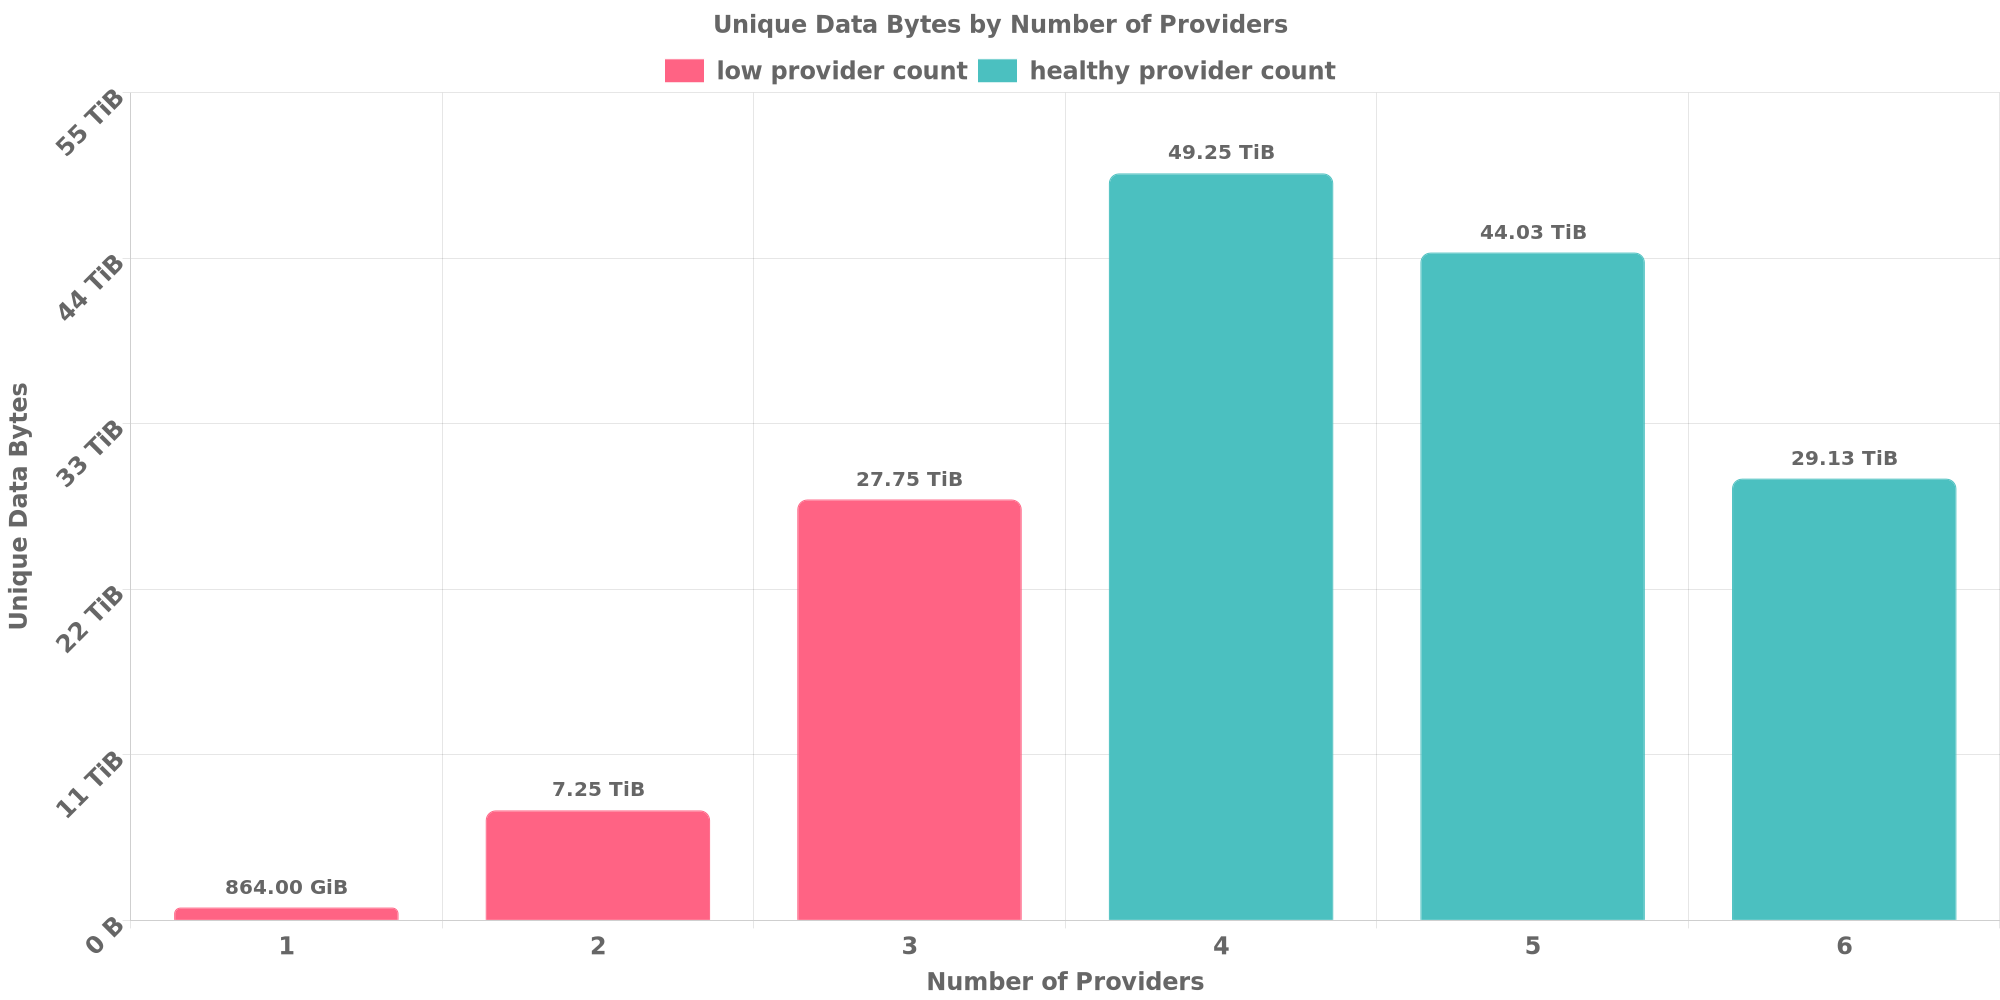 Unique Data Bytes by Number of Providers
low provider count healthy provider count
55 TiB
44 TiB
33 TiB
22 TiB
11 TiB
0 B
Unique Data Bytes
864.00 GiB
7.25 TiB
27.75 TiB
49.25 TiB
44.03 TiB
29.13 TiB
1 2 3 4 5 6
Number of Providers